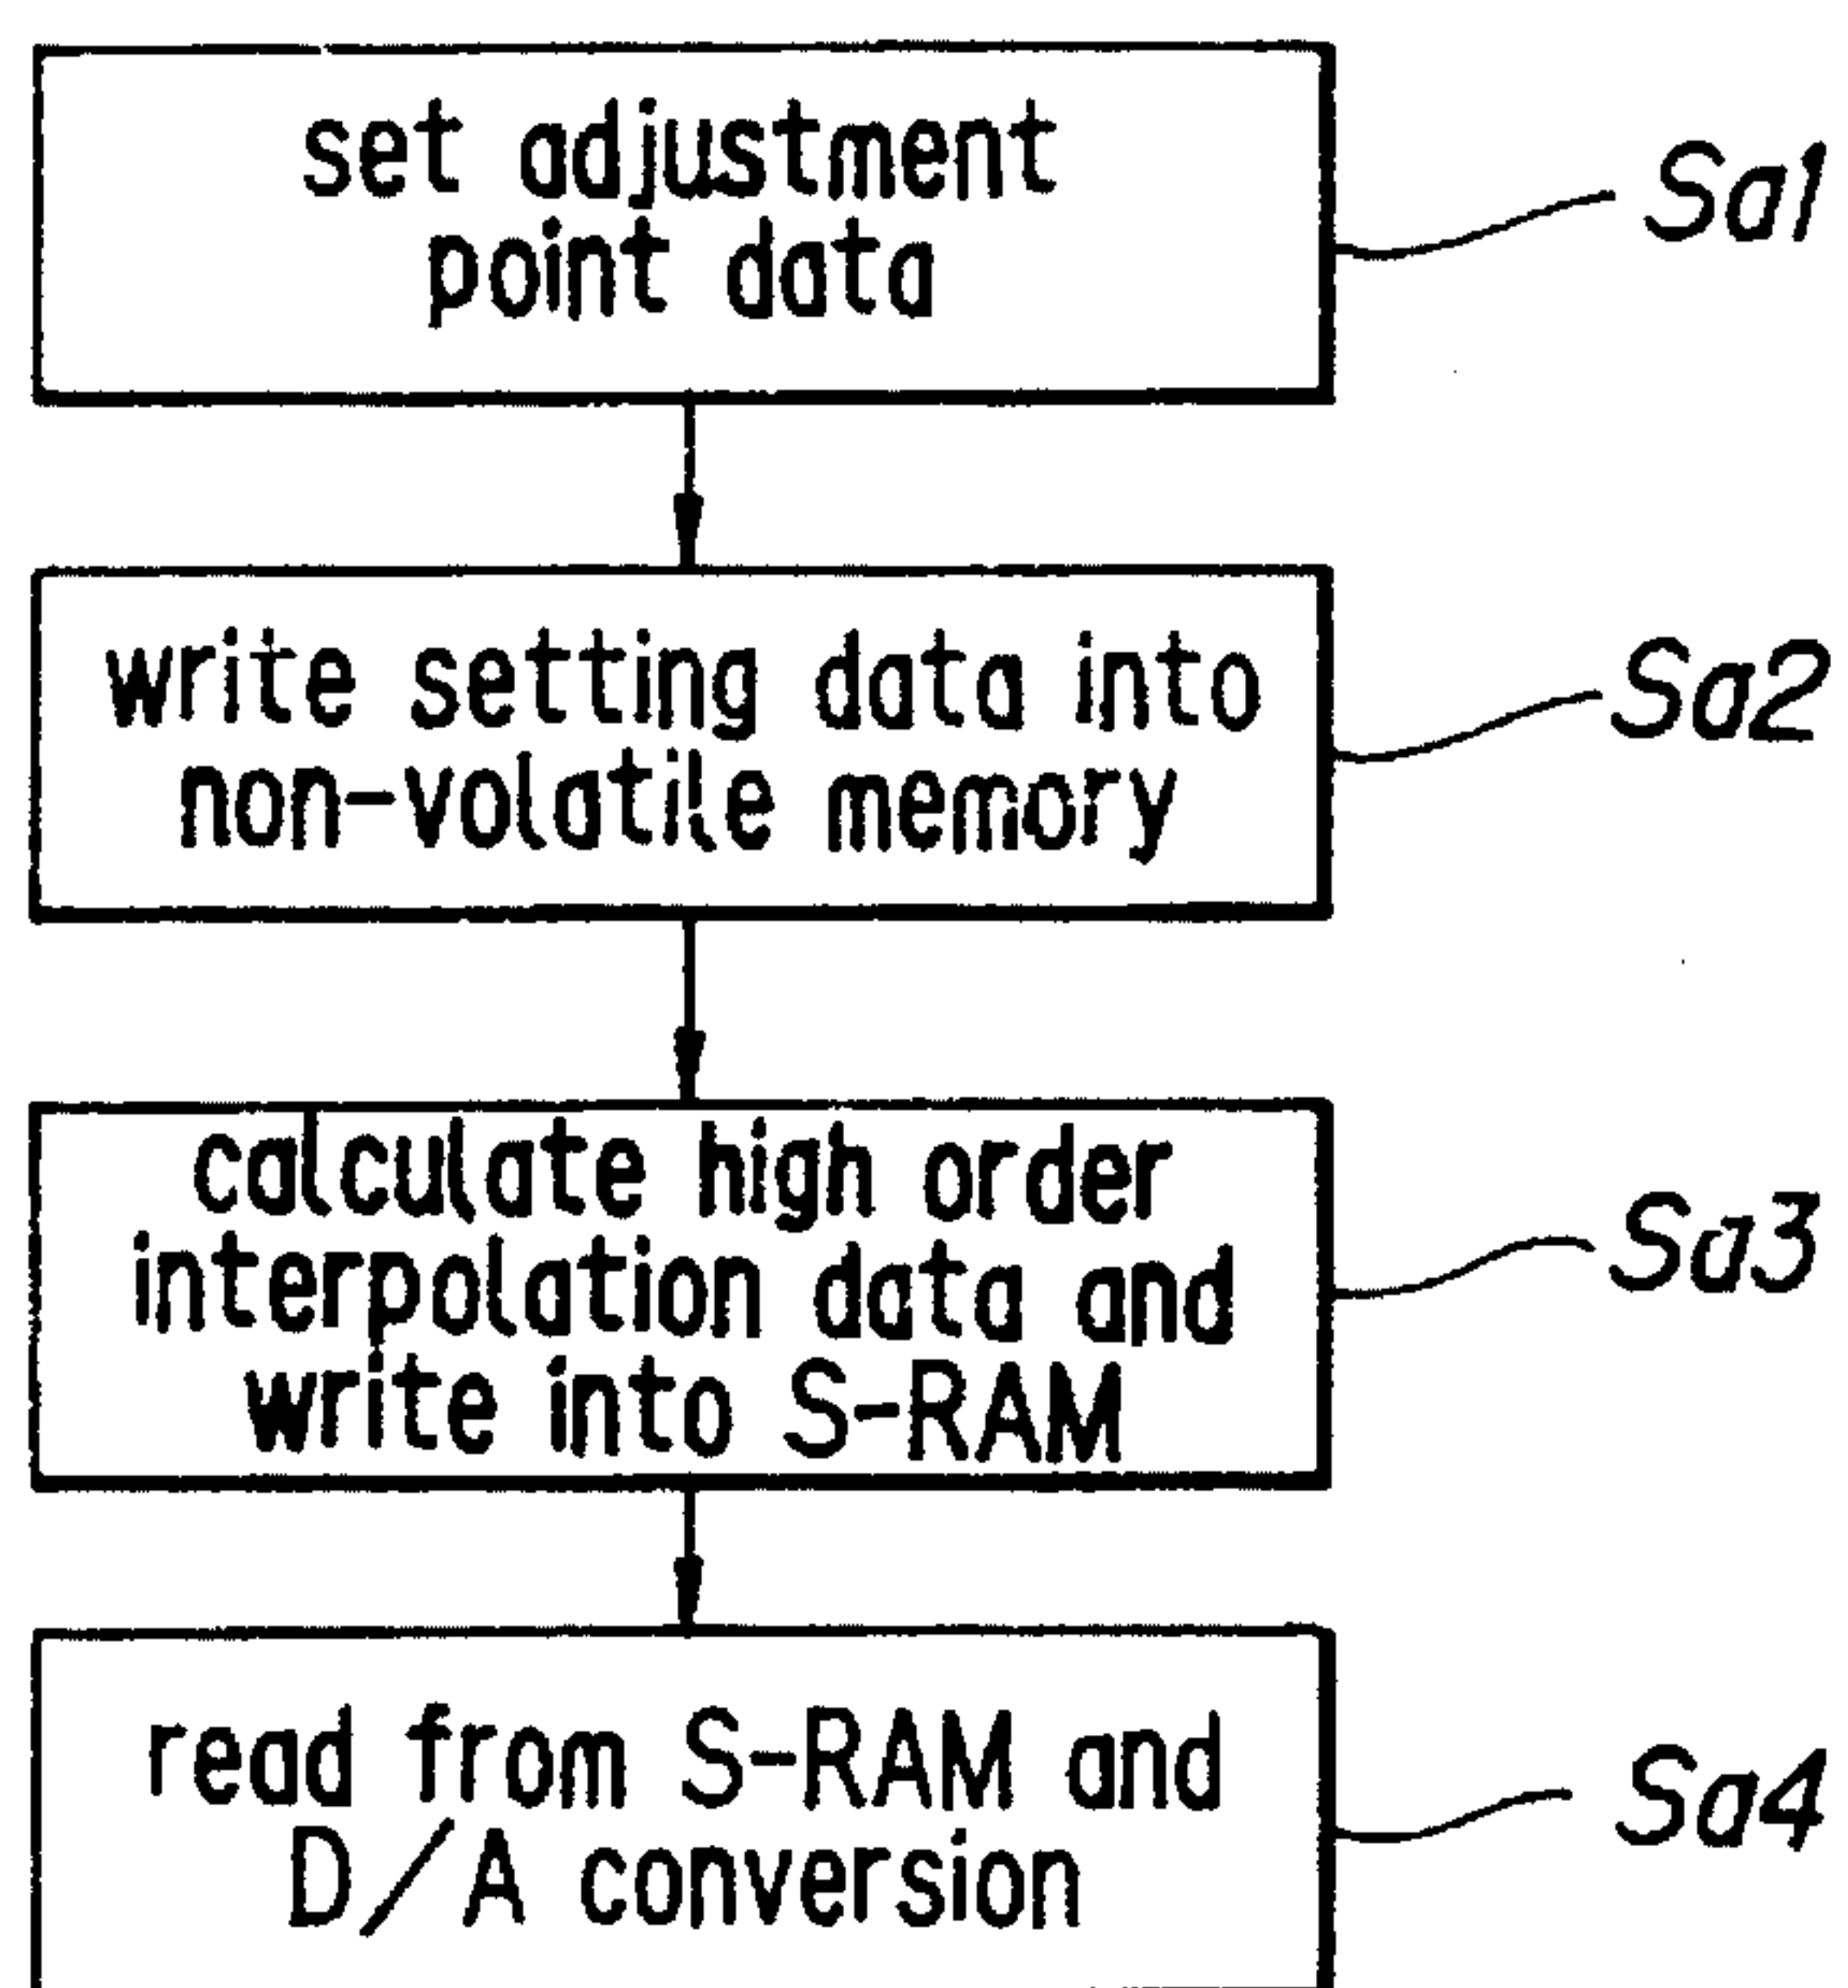 set adjustment
point data
Sa1
write setting data into
non-volatile memory
Sa2
calculate high order
interpolation data and
write into S-RAM
Sa3
read from S-RAM and
D/A conversion
Sa4